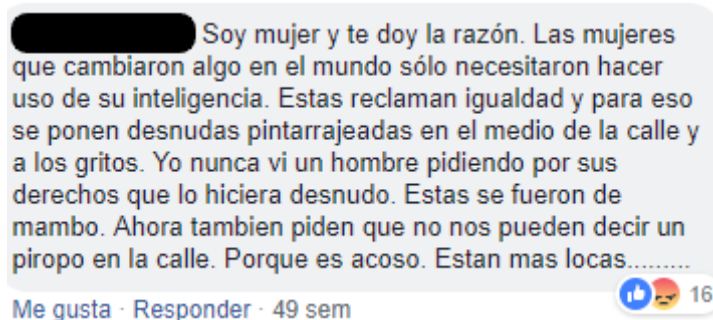 Soy mujer y te doy la razón. Las mujeres
que cambiaron algo en el mundo sólo necesitaron hacer
uso de su inteligencia. Estas reclaman igualdad y para eso
se ponen desnudas pintarrajeadas en el medio de la calle y
a los gritos. Yo nunca vi un hombre pidiendo por sus
derechos que lo hiciera desnudo. Estas se fueron de
mambo. Ahora tambien piden que no nos pueden decir un
piropo en la calle. Porque es acoso. Estan mas locas.........
16
Me gusta · Responder · 49 sem